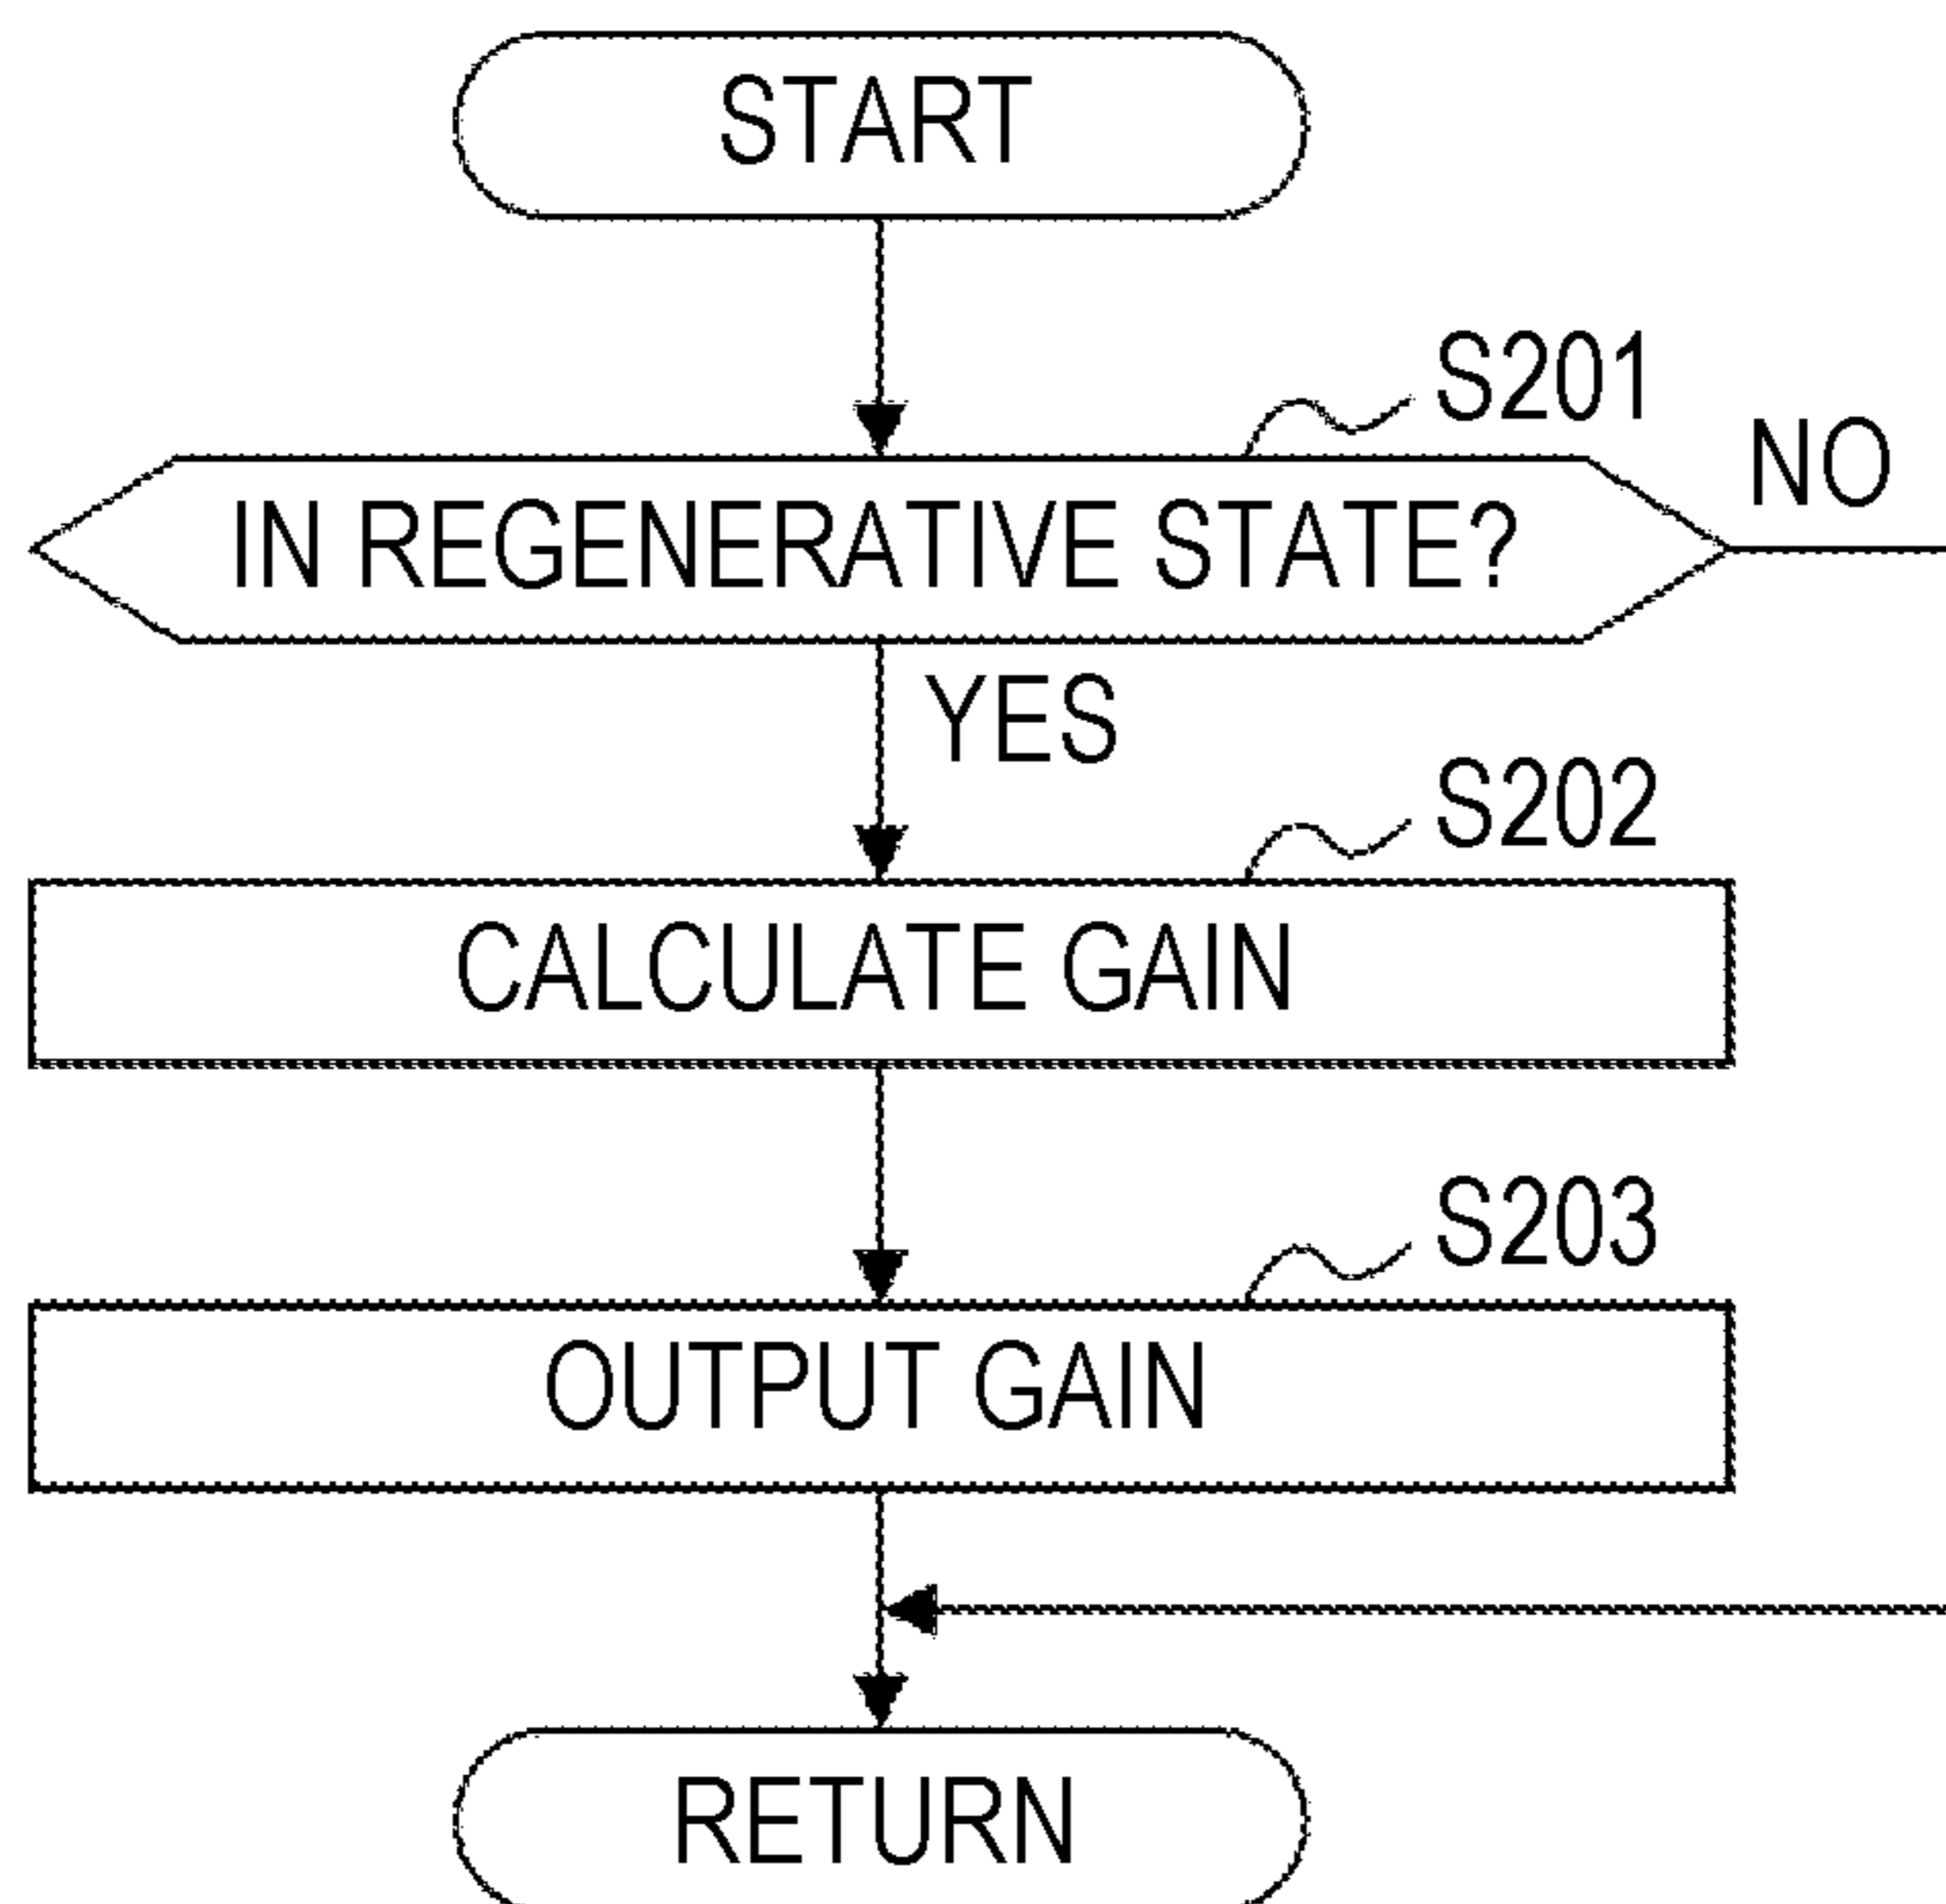 START
S201
NO
IN REGENERATIVE STATE?
YES
S202
CALCULATE GAIN
S203
OUTPUT GAIN
RETURN